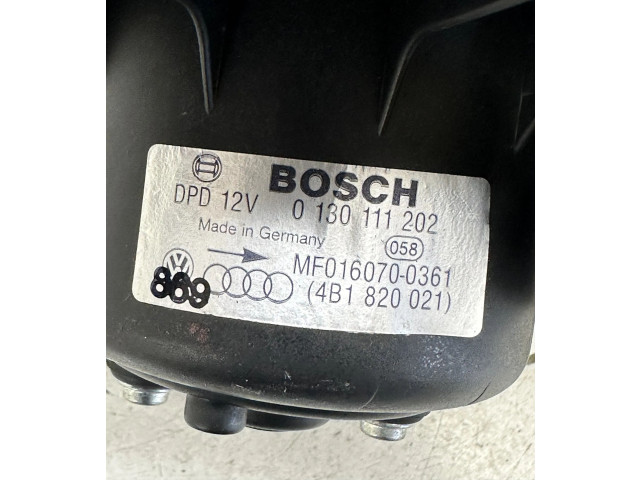 BOSCH
DPD 12V 0 130 111 202
Made in Germany 058
MF016070-0361
869 (4B1 820 021)